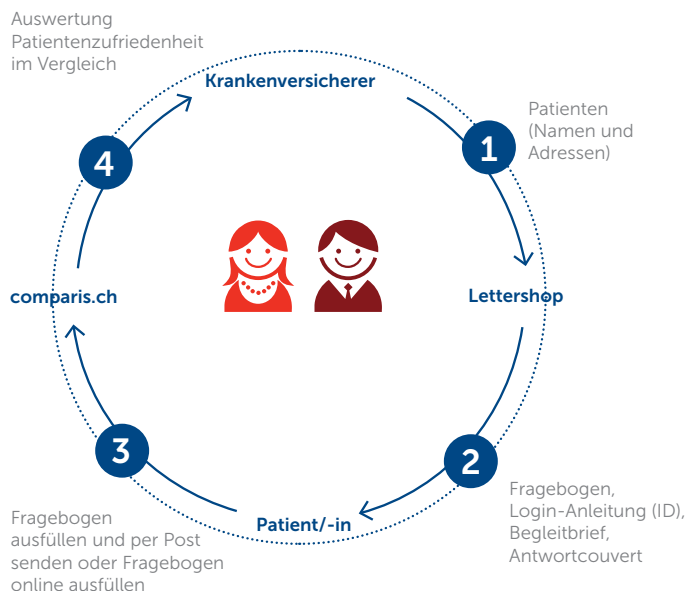 Auswertung
Patientenzufriedenheit
im Vergleich
Krankenversicherer
1
Patienten
(Namen und
Adressen)
4
comparis.ch
Lettershop
3
2
Fragebogen,
Login-Anleitung (ID),
Begleitbrief,
Antwortcouvert
Patient/-in
Fragebogen
ausfüllen und per Post
senden oder Fragebogen
online ausfüllen